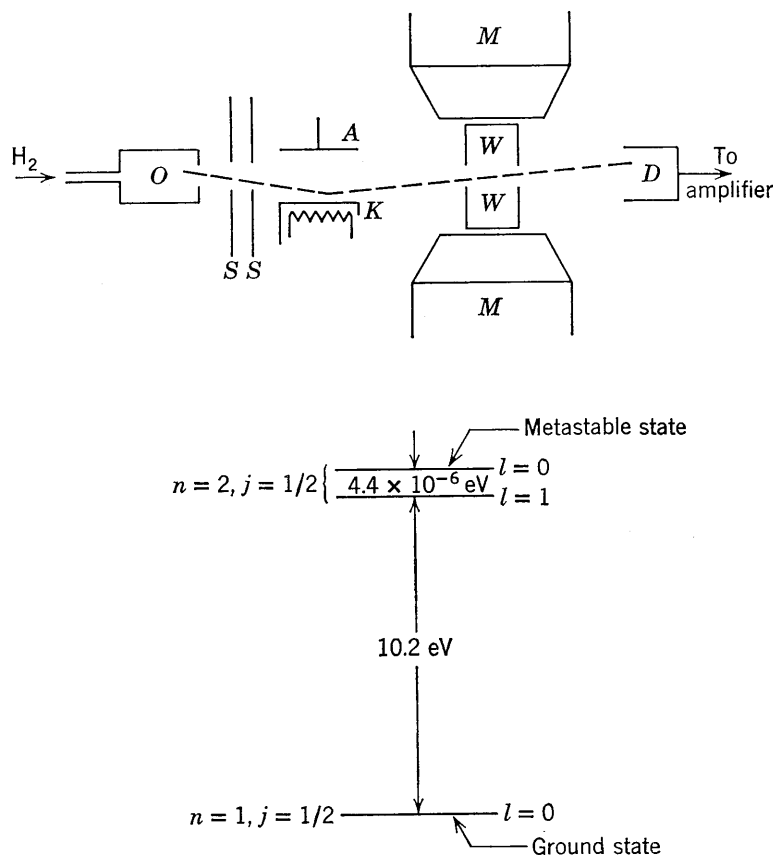 M
A
H₂
O
W
D
To
amplifier
W
K
S S
M
Metastable state
n = 2, j = 1/2 { 4.4 × 10⁻⁶ eV l = 0
l = 1
10.2 eV
n = 1, j = 1/2 l = 0
Ground state